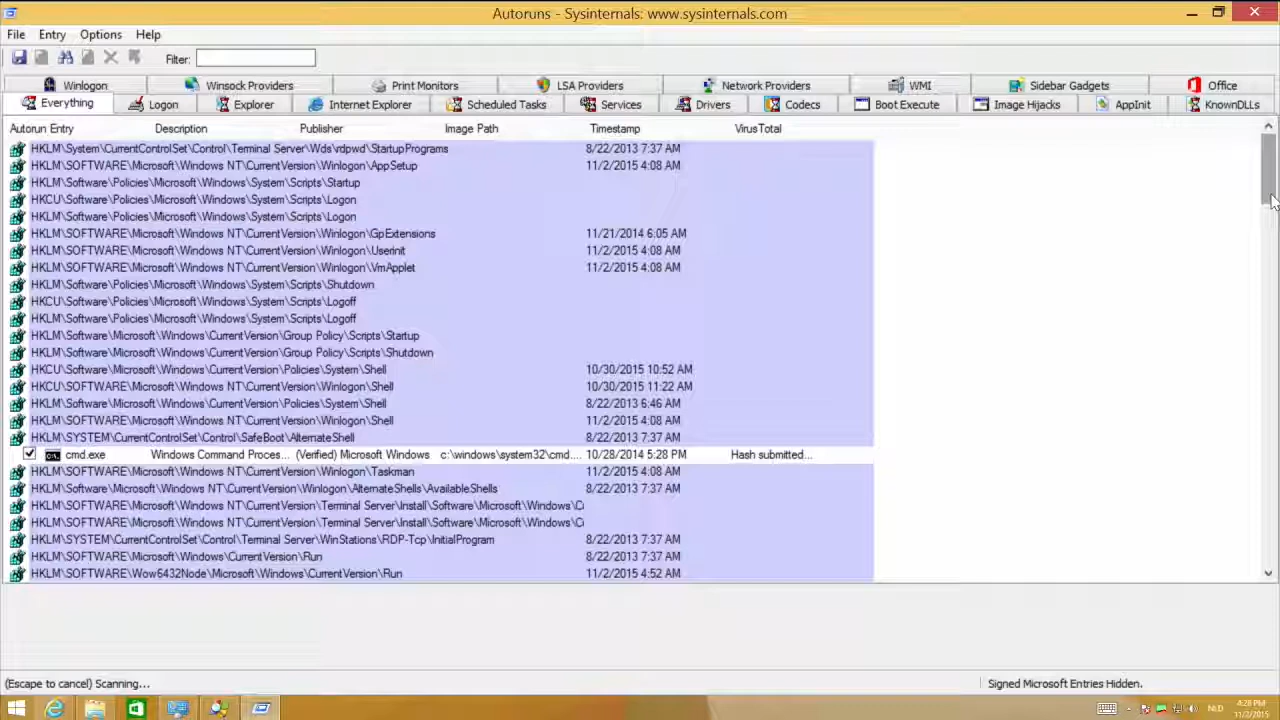 Autoruns - Sysinternals: www.sysinternals.com
File Entry Options Help
Filter:
Winlogon Winsock Providers Print Monitors LSA Providers Network Providers WMI Sidebar Gadgets Office
Everything Logon Explorer Internet Explorer Scheduled Tasks Services Drivers Codecs Boot Execute Image Hijacks AppInit KnownDLLs
Autorun Entry Description Publisher Image Path Timestamp VirusTotal
HKLM\System\CurrentControlSet\Control\Terminal Server\Wds\rdpwd\StartupPrograms 8/22/2013 7:37 AM
HKLM\SOFTWARE\Microsoft\Windows NT\CurrentVersion\Winlogon\AppSetup 11/2/2015 4:08 AM
HKLM\Software\Policies\Microsoft\Windows\System\Scripts\Startup
HKCU\Software\Policies\Microsoft\Windows\System\Scripts\Logon
HKLM\Software\Policies\Microsoft\Windows\System\Scripts\Logon
HKLM\SOFTWARE\Microsoft\Windows NT\CurrentVersion\Winlogon\GpExtensions 11/21/2014 6:05 AM
HKLM\SOFTWARE\Microsoft\Windows NT\CurrentVersion\Winlogon\Userinit 11/2/2015 4:08 AM
HKLM\SOFTWARE\Microsoft\Windows NT\CurrentVersion\Winlogon\VmApplet 11/2/2015 4:08 AM
HKLM\Software\Policies\Microsoft\Windows\System\Scripts\Shutdown
HKCU\Software\Policies\Microsoft\Windows\System\Scripts\Logoff
HKLM\Software\Policies\Microsoft\Windows\System\Scripts\Logoff
HKLM\Software\Microsoft\Windows\CurrentVersion\Group Policy\Scripts\Startup
HKLM\Software\Microsoft\Windows\CurrentVersion\Group Policy\Scripts\Shutdown
HKCU\SOFTWARE\Microsoft\Windows\CurrentVersion\Policies\System\Shell 10/30/2015 10:52 AM
HKCU\SOFTWARE\Microsoft\Windows NT\CurrentVersion\Winlogon\Shell 10/30/2015 11:22 AM
HKLM\SOFTWARE\Microsoft\Windows\CurrentVersion\Policies\System\Shell 8/22/2013 6:46 AM
HKLM\SOFTWARE\Microsoft\Windows NT\CurrentVersion\Winlogon\Shell 11/2/2015 4:08 AM
HKLM\SYSTEM\CurrentControlSet\Control\SafeBoot\AlternateShell 8/22/2013 7:37 AM
cmd.exe Windows Command Proces... (Verified) Microsoft Windows c:\windows\system32\cmd.... 10/28/2014 5:28 PM Hash submitted...
HKLM\SOFTWARE\Microsoft\Windows NT\CurrentVersion\Winlogon\Taskman 11/2/2015 4:08 AM
HKLM\SOFTWARE\Microsoft\Windows NT\CurrentVersion\Winlogon\AlternateShells\AvailableShells 8/22/2013 7:37 AM
HKLM\SOFTWARE\Microsoft\Windows NT\CurrentVersion\Terminal Server\Install\Software\Microsoft\Windows\Cu
HKLM\SOFTWARE\Microsoft\Windows NT\CurrentVersion\Terminal Server\Install\Software\Microsoft\Windows\Cu
HKLM\SYSTEM\CurrentControlSet\Control\Terminal Server\WinStations\RDP-Tcp\InitialProgram 8/22/2013 7:37 AM
HKLM\SOFTWARE\Microsoft\Windows\CurrentVersion\Run 8/22/2013 7:37 AM
HKLM\SOFTWARE\Wow6432Node\Microsoft\Windows\CurrentVersion\Run 11/2/2015 4:52 AM
(Escape to cancel) Scanning... Signed Microsoft Entries Hidden.
NLD 4:28 PM
11/2/2015